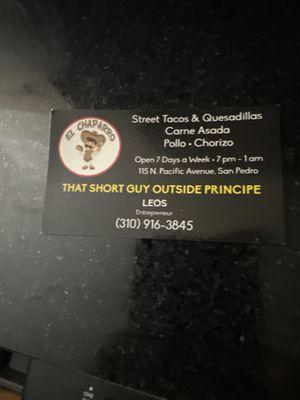 EL CHAPARRO
Street Tacos & Quesadillas
Carne Asada
Pollo • Chorizo
Open 7 Days a Week • 7 pm - 1 am
115 N. Pacific Avenue, San Pedro
THAT SHORT GUY OUTSIDE PRINCIPE
LEOS
Entrepreneur
(310) 916-3845
ONE